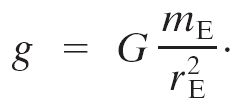 g = G m_E / r_E^2 .